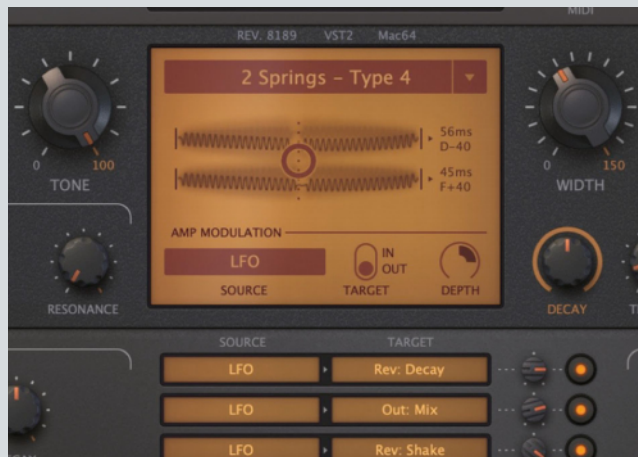 MIDI
REV. 8189 VST2 Mac64
2 Springs – Type 4
56ms
D–40
45ms
F+40
0 100
TONE
0 150
WIDTH
AMP MODULATION
LFO
IN
OUT
SOURCE TARGET DEPTH
RESONANCE
DECAY
SOURCE TARGET
LFO Rev: Decay
LFO Out: Mix
LFO Rev: Shake